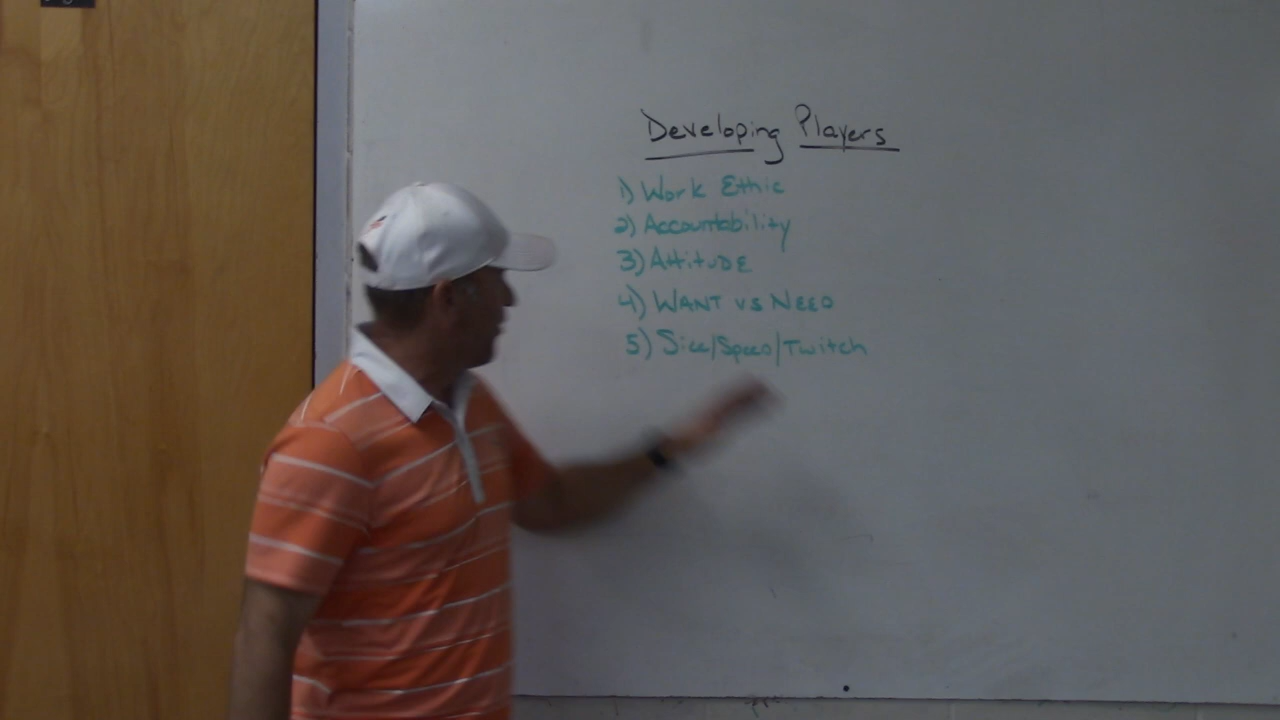 Developing Players
1) Work Ethic
2) Accountability
3) AttituDE
4) WANT vs NEED
5) Size/Speed/Twitch